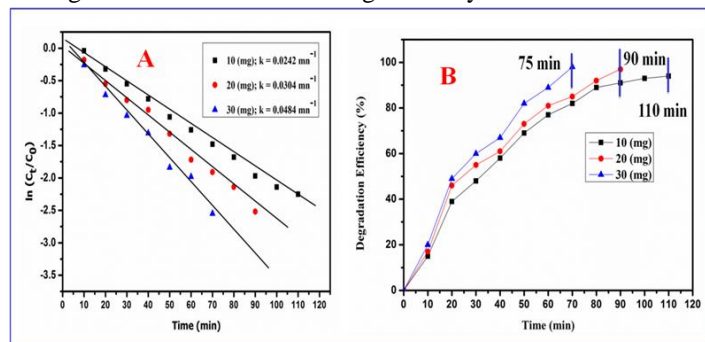 A
10 (mg); k = 0.0242 mn⁻¹
20 (mg); k = 0.0304 mn⁻¹
30 (mg); k = 0.0484 mn⁻¹
ln (Ct/C0)
0.0
-0.5
-1.0
-1.5
-2.0
-2.5
-3.0
-3.5
0 10 20 30 40 50 60 70 80 90 100 110 120
Time (min)
B
75 min
90 min
110 min
10 (mg)
20 (mg)
30 (mg)
Degradation Efficiency (%)
100
80
60
40
20
0
0 10 20 30 40 50 60 70 80 90 100 110 120
Time (min)